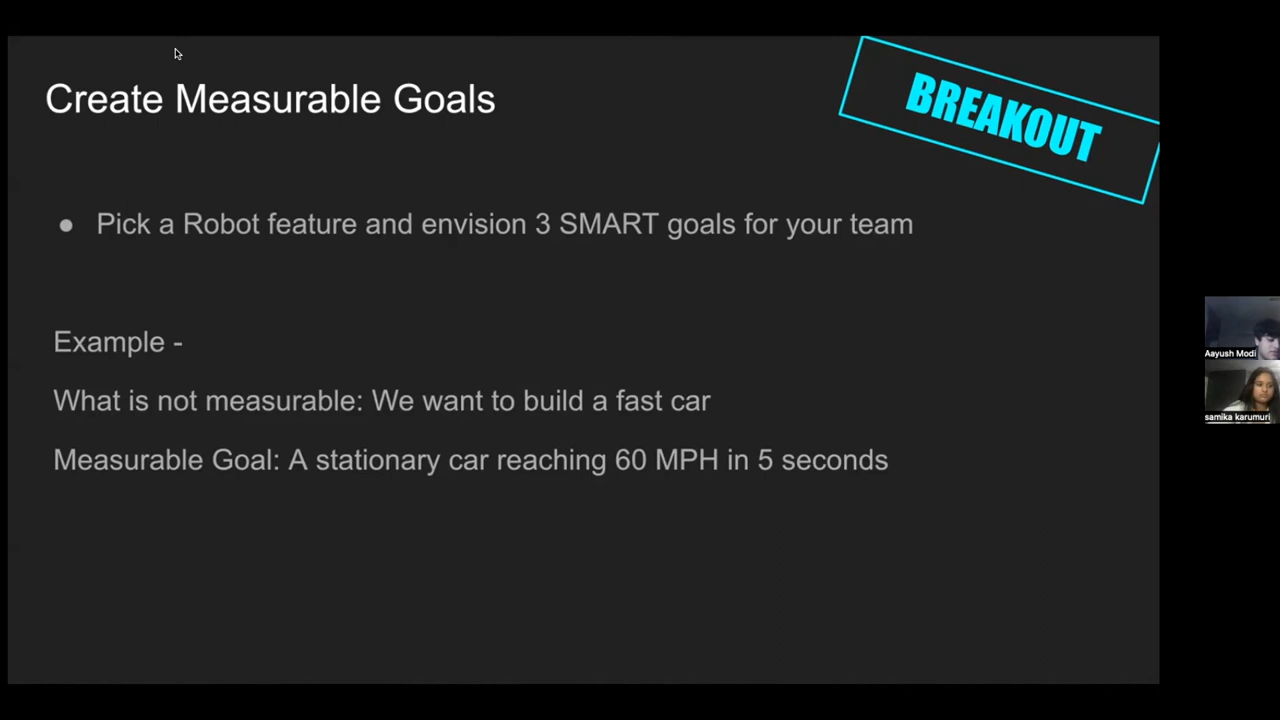 Create Measurable Goals
BREAKOUT
● Pick a Robot feature and envision 3 SMART goals for your team
Example -
What is not measurable: We want to build a fast car
Measurable Goal: A stationary car reaching 60 MPH in 5 seconds
Aayush Modi
samika karumuri